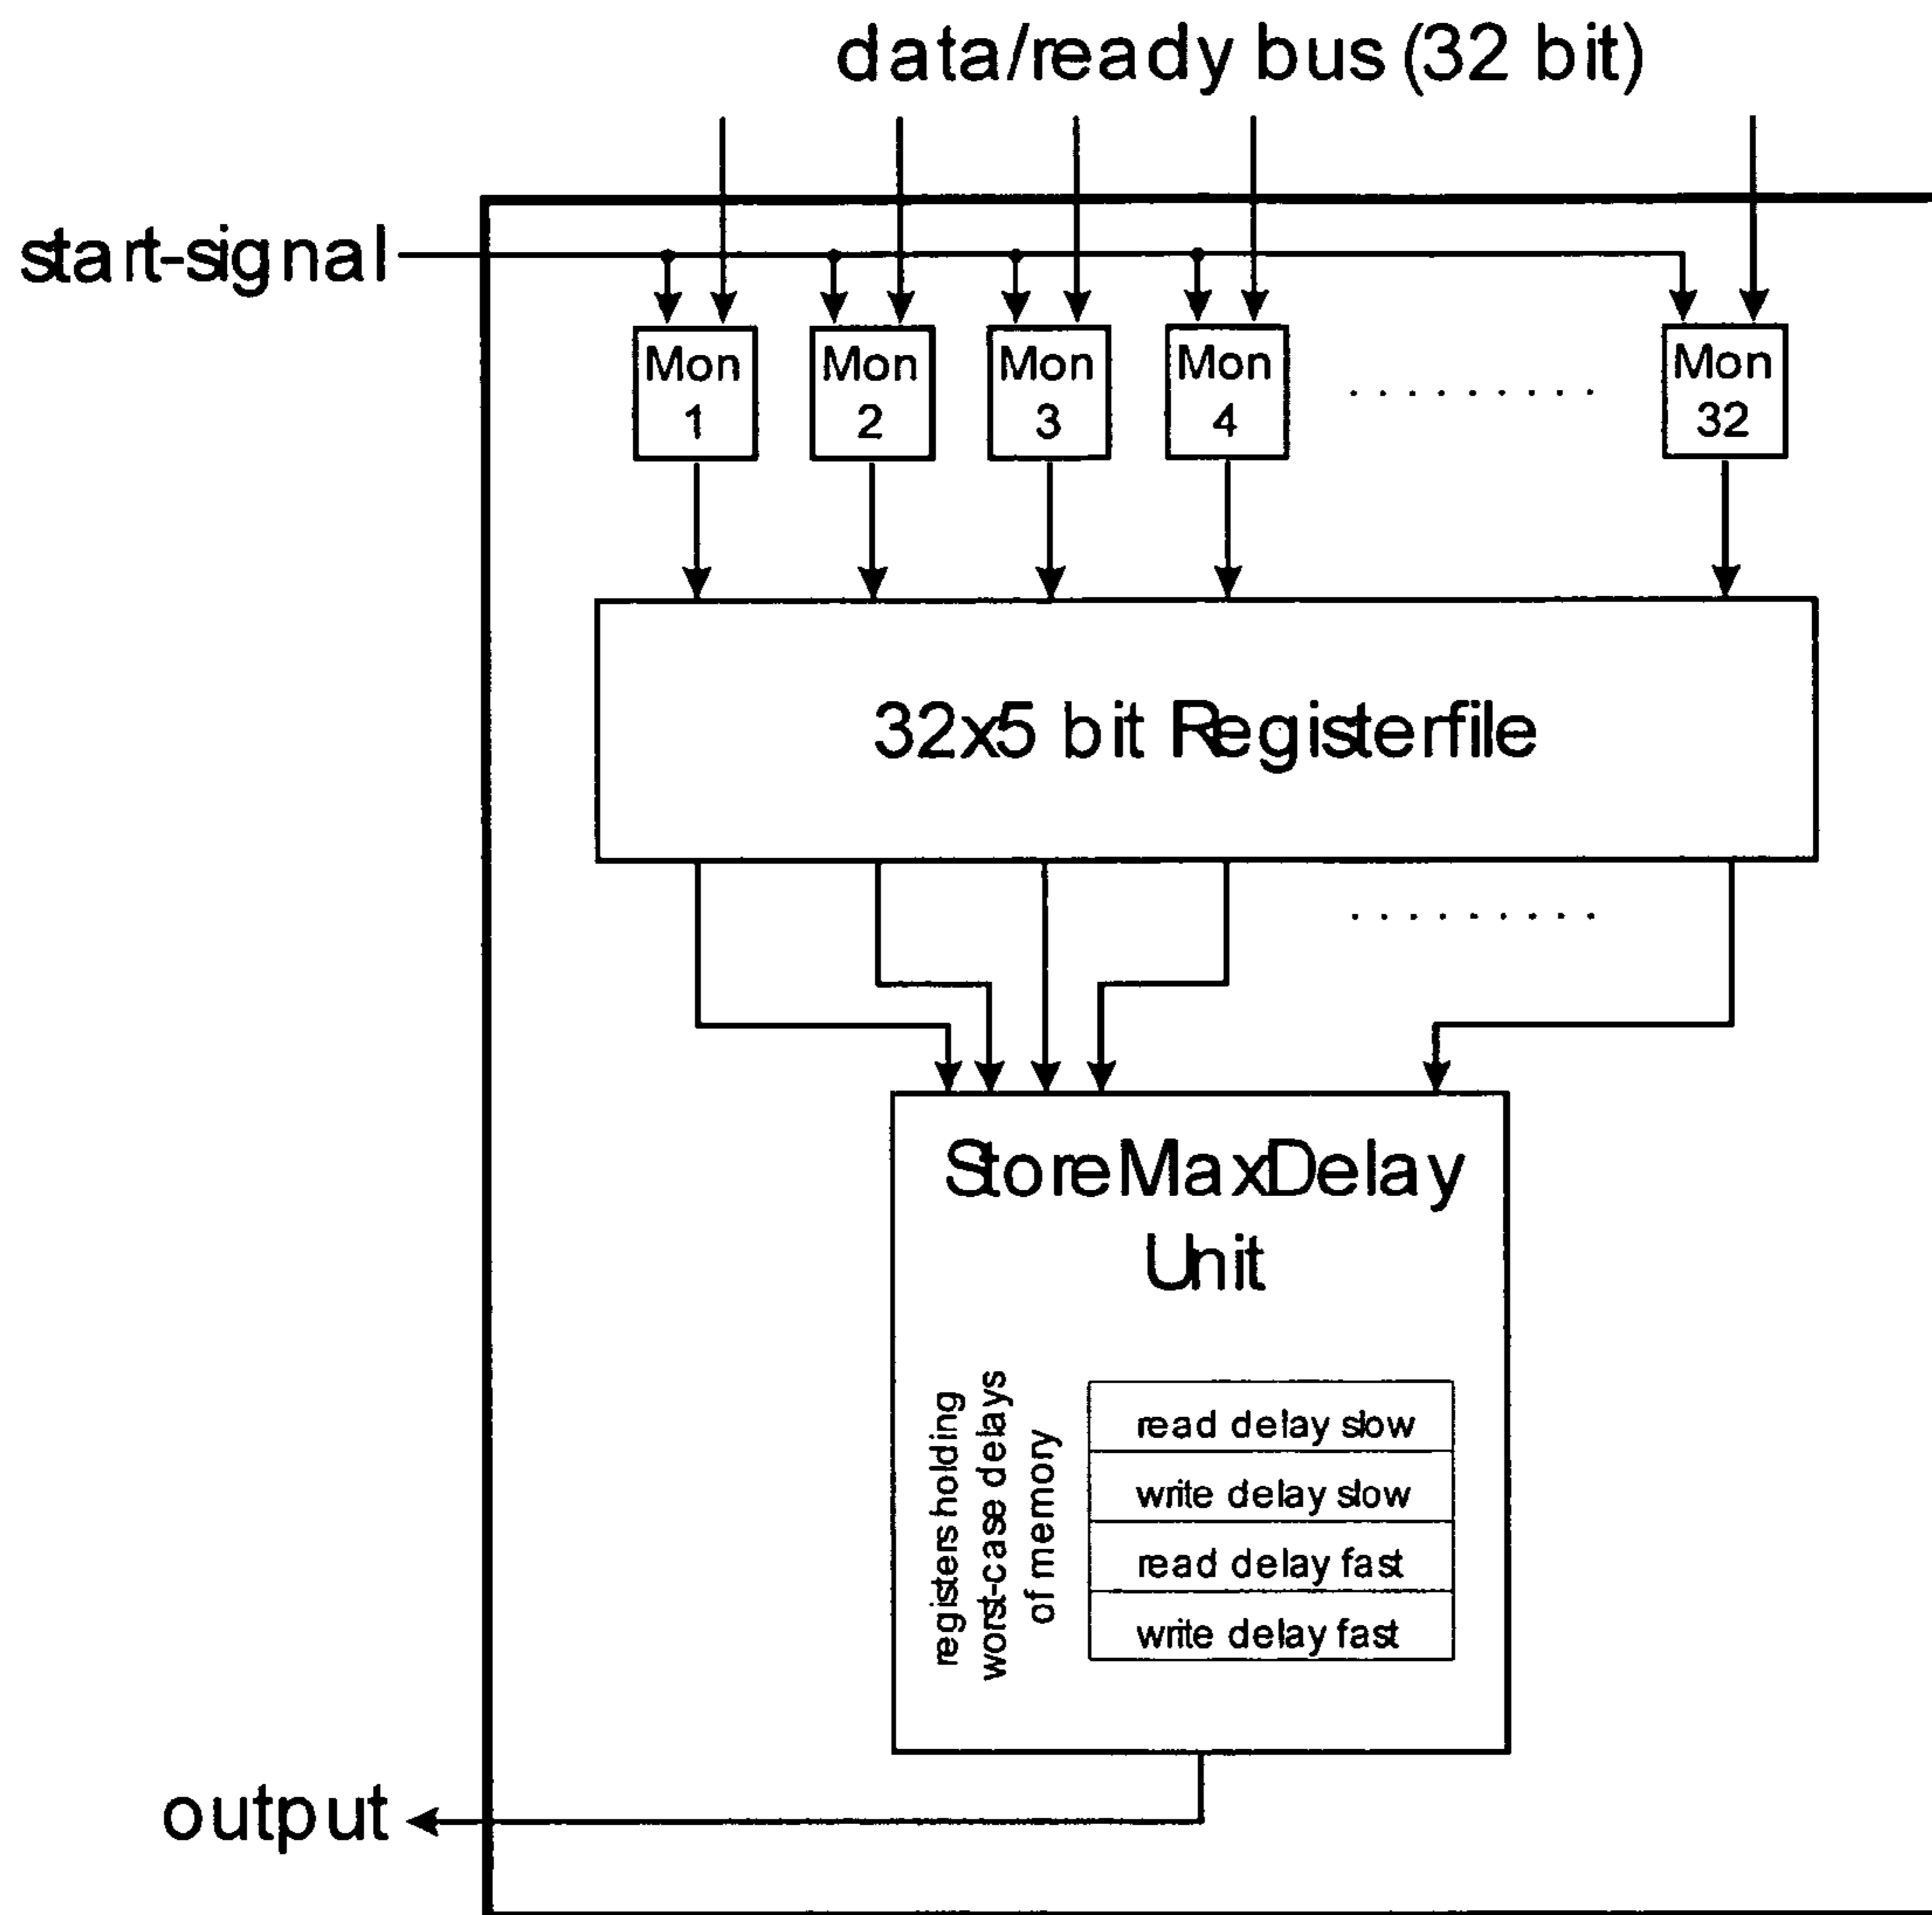 data/ready bus (32 bit)
start-signal
Mon
1
Mon
2
Mon
3
Mon
4
. . . . . . . . .
Mon
32
32x5 bit Registerfile
. . . . . . . . .
StoreMaxDelay
Unit
registers holding
worst-case delays
of memory
read delay slow
write delay slow
read delay fast
write delay fast
output